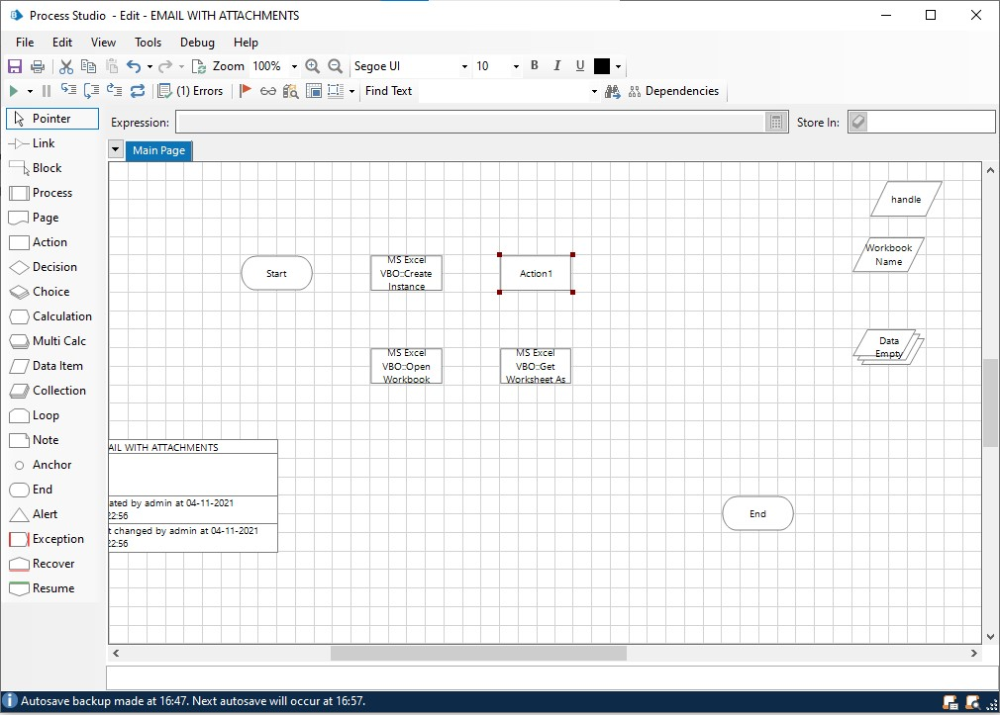 Process Studio - Edit - EMAIL WITH ATTACHMENTS
File Edit View Tools Debug Help
Zoom 100% Segoe UI 10 B I U
(1) Errors Find Text Dependencies
Pointer
Link
Block
Process
Page
Action
Decision
Choice
Calculation
Multi Calc
Data Item
Collection
Loop
Note
Anchor
End
Alert
Exception
Recover
Resume
Expression: Store In:
Main Page
handle
Workbook
Name
Start
MS Excel
VBO::Create
Instance
Action1
MS Excel
VBO::Open
Workbook
MS Excel
VBO::Get
Worksheet As
Data
Empty
AIL WITH ATTACHMENTS
ated by admin at 04-11-2021
22:56
t changed by admin at 04-11-2021
22:56
End
Autosave backup made at 16:47. Next autosave will occur at 16:57.